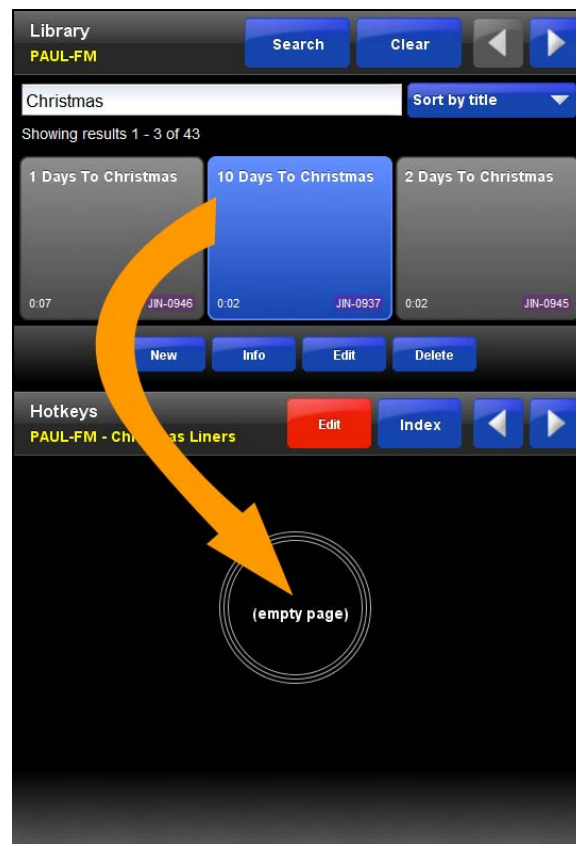 Library
PAUL-FM
Search
Clear
Christmas
Sort by title
Showing results 1 - 3 of 43
1 Days To Christmas
10 Days To Christmas
2 Days To Christmas
0:07
JIN-0946
0:02
JIN-0937
0:02
JIN-0945
New
Info
Edit
Delete
Hotkeys
PAUL-FM - Christmas Liners
Edit
Index
(empty page)